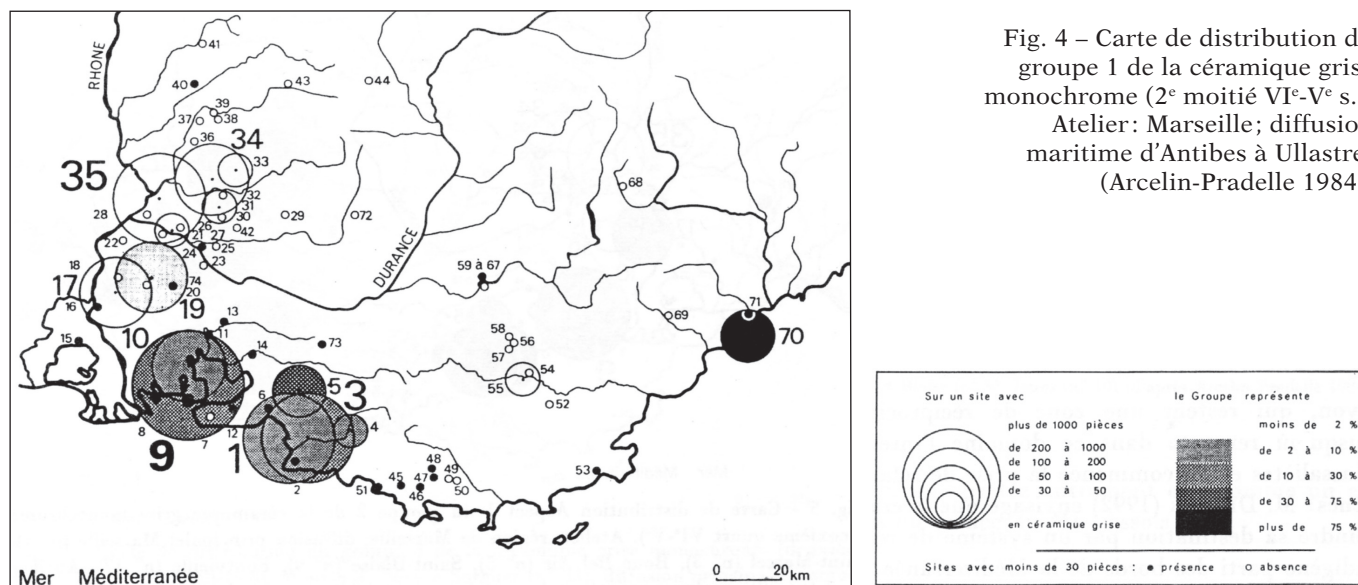 Fig. 4 – Carte de distribution d
groupe 1 de la céramique gris
monochrome (2e moitié VIe-Ve s.
Atelier: Marseille; diffusio
maritime d'Antibes à Ullastre
(Arcelin-Pradelle 1984
RHONE
41
40
43
44
39
38
37
36
34
33
35
32
31
30
29
72
68
28
26
42
21
27
22
24
25
23
DURANCE
18
17
74
20
19
16
59 à 67
71
69
70
13
10
11
15
14
73
58
56
57
54
55
52
5
3
6
4
8
7
12
9
1
2
48
49
47
45
46
50
51
53
Mer Méditerranée
0
20 km
Sur un site avec
plus de 1000 pièces
de 200 à 1000
de 100 à 200
de 50 à 100
de 30 à 50
en céramique grise
le Groupe représente
moins de 2 %
de 2 à 10 %
de 10 à 30 %
de 30 à 75 %
plus de 75 %
Sites avec moins de 30 pièces : ● présence ○ absence